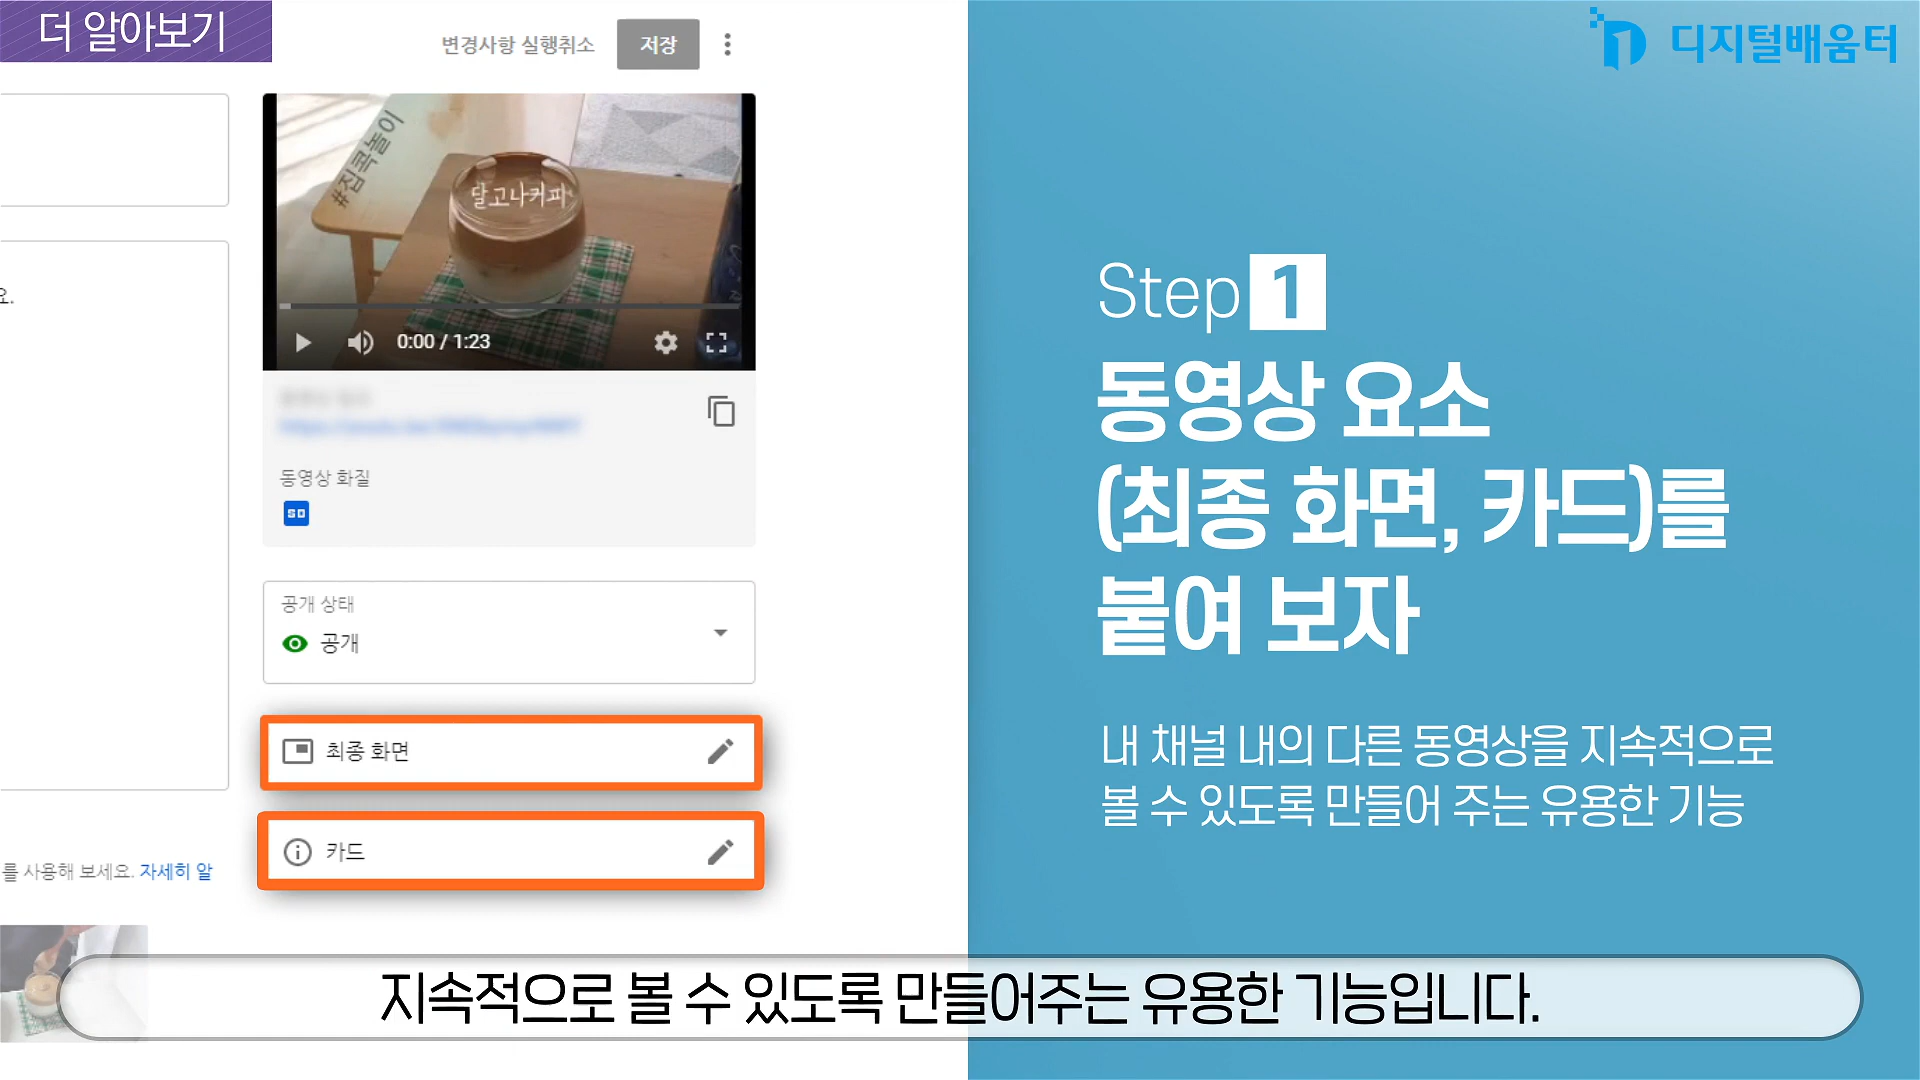 더 알아보기
변경사항 실행취소
저장
디지털배움터
#집콕놀이
달고나커피
요.
0:00 / 1:23
동영상 화질
SD
공개 상태
공개
최종 화면
카드
를 사용해 보세요. 자세히 알
Step 1
동영상 요소
(최종 화면, 카드)를
붙여 보자
내 채널 내의 다른 동영상을 지속적으로
볼 수 있도록 만들어 주는 유용한 기능
지속적으로 볼 수 있도록 만들어주는 유용한 기능입니다.